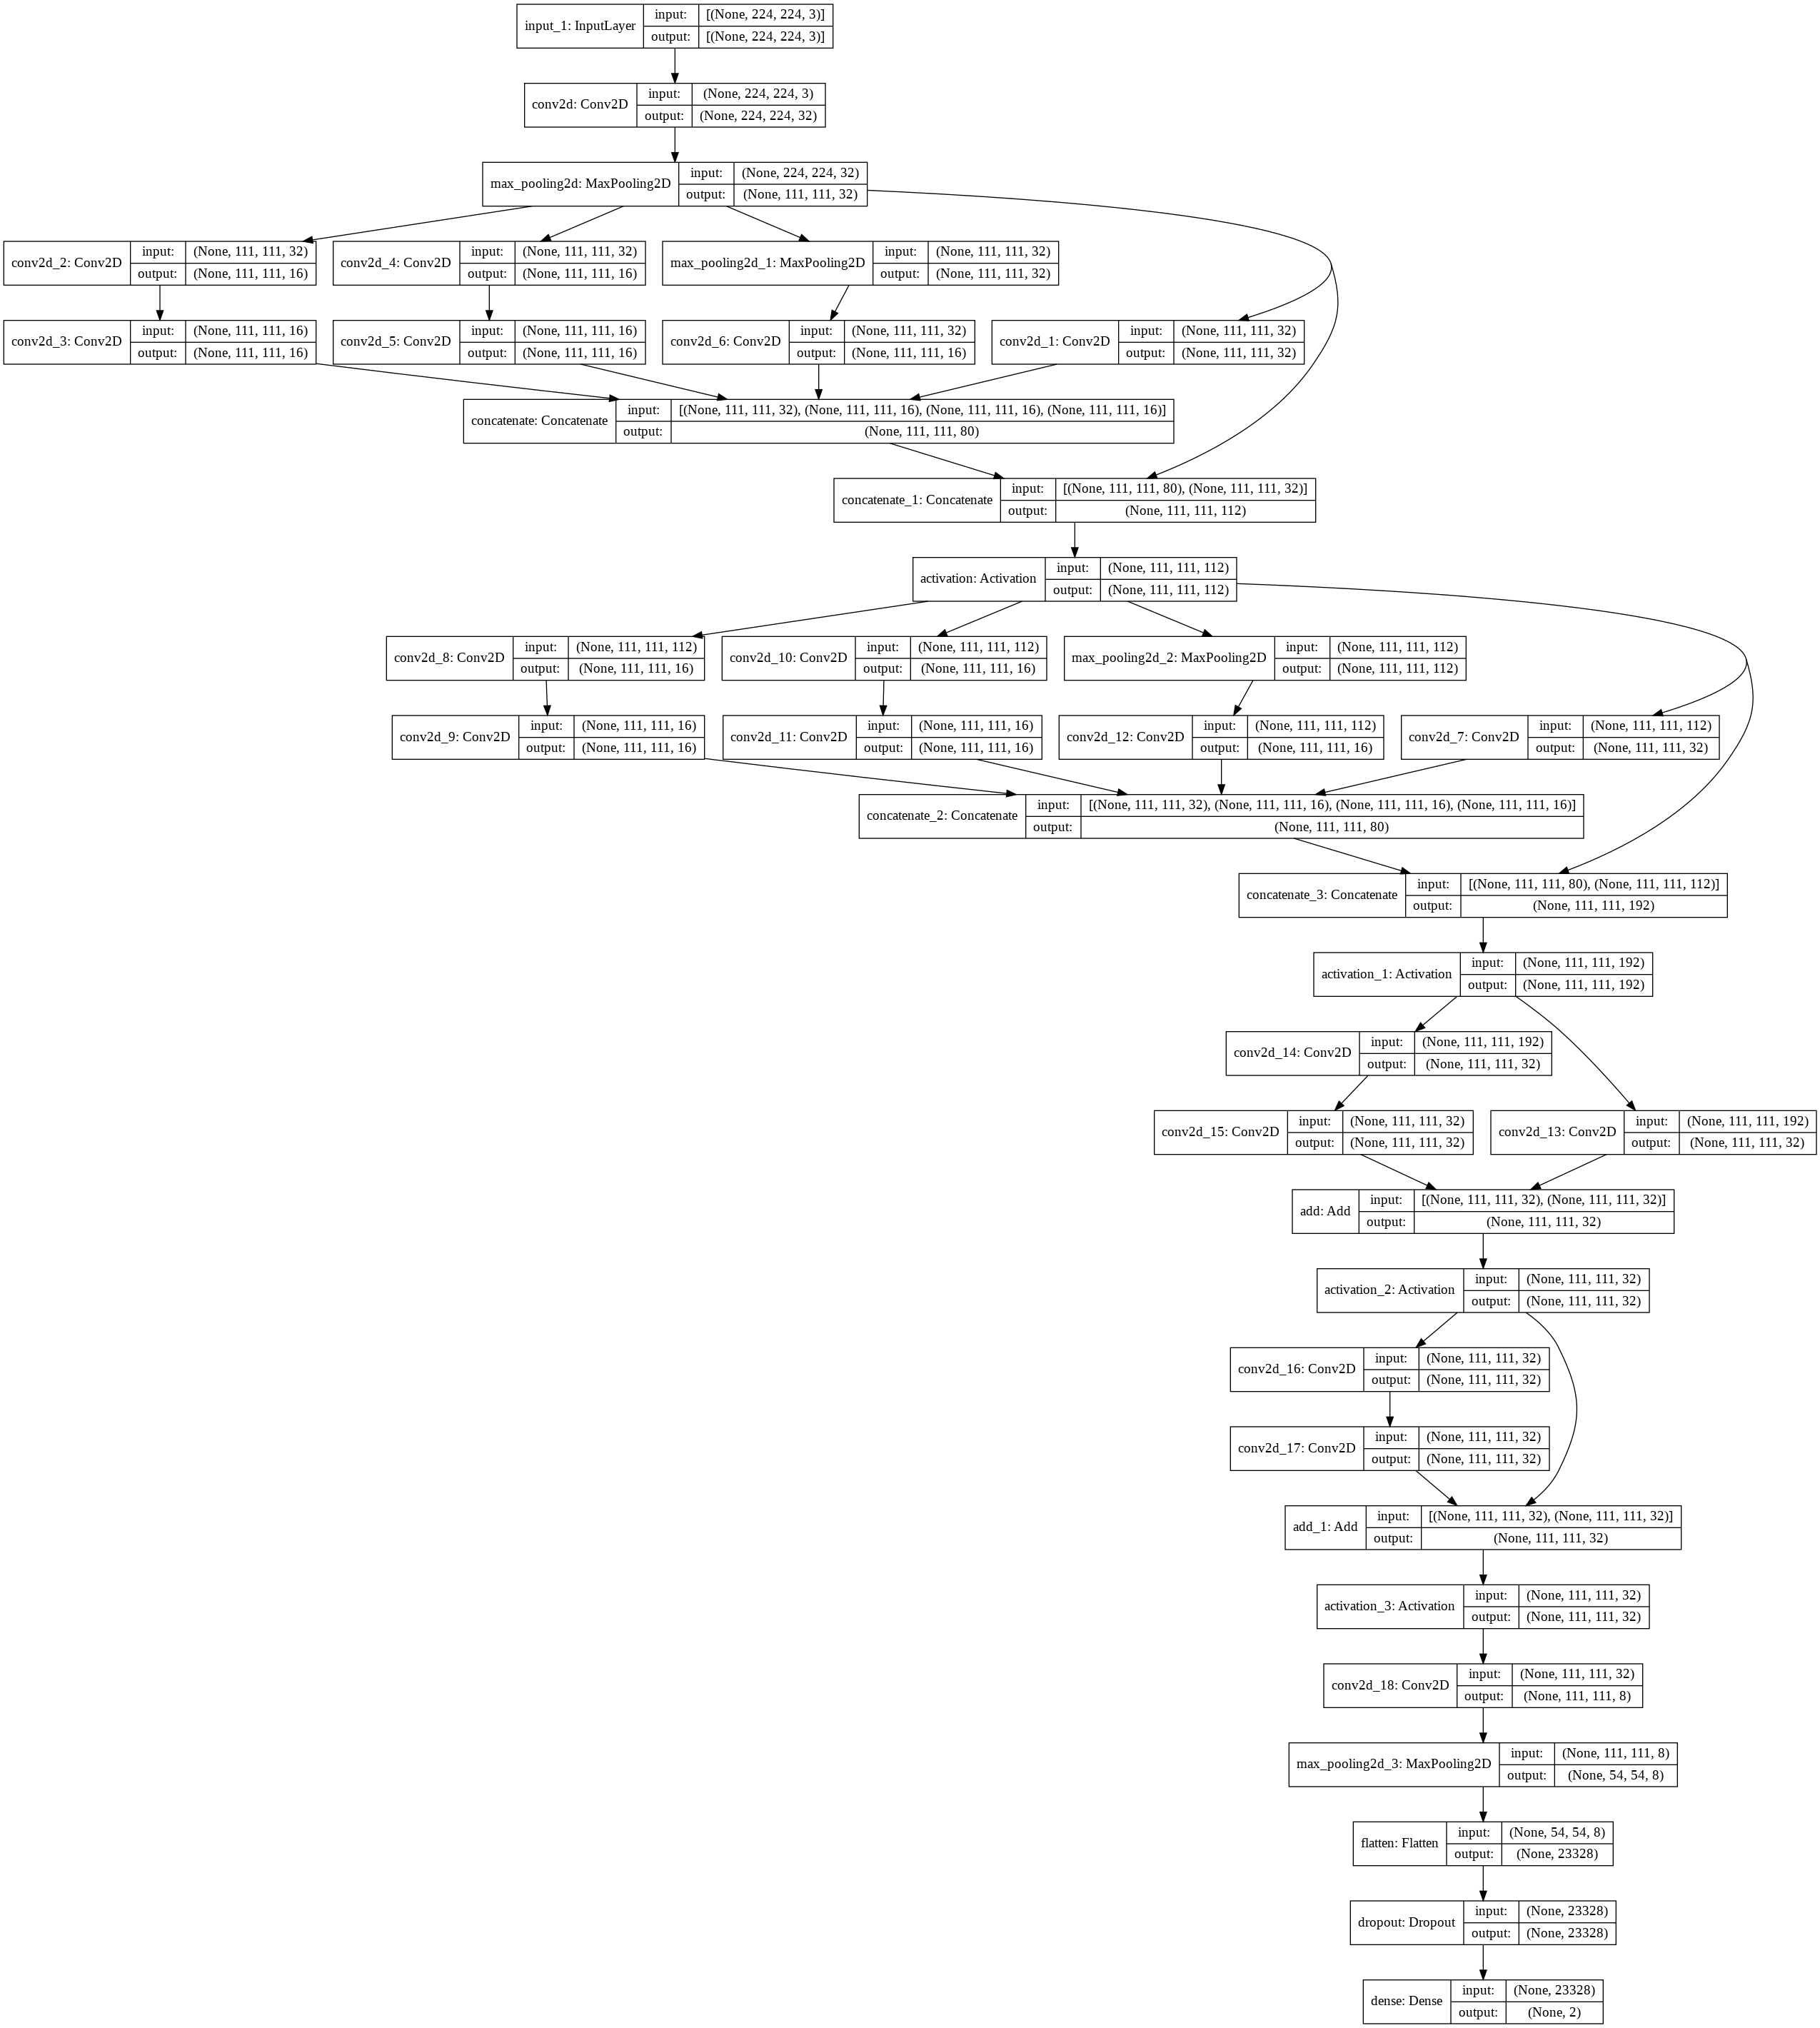 input_1: InputLayer
input: [(None, 224, 224, 3)]
output: [(None, 224, 224, 3)]
conv2d: Conv2D
input: (None, 224, 224, 3)
output: (None, 224, 224, 32)
max_pooling2d: MaxPooling2D
input: (None, 224, 224, 32)
output: (None, 111, 111, 32)
conv2d_2: Conv2D
input: (None, 111, 111, 32)
output: (None, 111, 111, 16)
conv2d_4: Conv2D
input: (None, 111, 111, 32)
output: (None, 111, 111, 16)
max_pooling2d_1: MaxPooling2D
input: (None, 111, 111, 32)
output: (None, 111, 111, 32)
conv2d_3: Conv2D
input: (None, 111, 111, 16)
output: (None, 111, 111, 16)
conv2d_5: Conv2D
input: (None, 111, 111, 16)
output: (None, 111, 111, 16)
conv2d_6: Conv2D
input: (None, 111, 111, 32)
output: (None, 111, 111, 16)
conv2d_1: Conv2D
input: (None, 111, 111, 32)
output: (None, 111, 111, 32)
concatenate: Concatenate
input: [(None, 111, 111, 32), (None, 111, 111, 16), (None, 111, 111, 16), (None, 111, 111, 16)]
output: (None, 111, 111, 80)
concatenate_1: Concatenate
input: [(None, 111, 111, 80), (None, 111, 111, 32)]
output: (None, 111, 111, 112)
activation: Activation
input: (None, 111, 111, 112)
output: (None, 111, 111, 112)
conv2d_8: Conv2D
input: (None, 111, 111, 112)
output: (None, 111, 111, 16)
conv2d_10: Conv2D
input: (None, 111, 111, 112)
output: (None, 111, 111, 16)
max_pooling2d_2: MaxPooling2D
input: (None, 111, 111, 112)
output: (None, 111, 111, 112)
conv2d_9: Conv2D
input: (None, 111, 111, 16)
output: (None, 111, 111, 16)
conv2d_11: Conv2D
input: (None, 111, 111, 16)
output: (None, 111, 111, 16)
conv2d_12: Conv2D
input: (None, 111, 111, 112)
output: (None, 111, 111, 16)
conv2d_7: Conv2D
input: (None, 111, 111, 112)
output: (None, 111, 111, 32)
concatenate_2: Concatenate
input: [(None, 111, 111, 32), (None, 111, 111, 16), (None, 111, 111, 16), (None, 111, 111, 16)]
output: (None, 111, 111, 80)
concatenate_3: Concatenate
input: [(None, 111, 111, 80), (None, 111, 111, 112)]
output: (None, 111, 111, 192)
activation_1: Activation
input: (None, 111, 111, 192)
output: (None, 111, 111, 192)
conv2d_14: Conv2D
input: (None, 111, 111, 192)
output: (None, 111, 111, 32)
conv2d_15: Conv2D
input: (None, 111, 111, 32)
output: (None, 111, 111, 32)
conv2d_13: Conv2D
input: (None, 111, 111, 192)
output: (None, 111, 111, 32)
add: Add
input: [(None, 111, 111, 32), (None, 111, 111, 32)]
output: (None, 111, 111, 32)
activation_2: Activation
input: (None, 111, 111, 32)
output: (None, 111, 111, 32)
conv2d_16: Conv2D
input: (None, 111, 111, 32)
output: (None, 111, 111, 32)
conv2d_17: Conv2D
input: (None, 111, 111, 32)
output: (None, 111, 111, 32)
add_1: Add
input: [(None, 111, 111, 32), (None, 111, 111, 32)]
output: (None, 111, 111, 32)
activation_3: Activation
input: (None, 111, 111, 32)
output: (None, 111, 111, 32)
conv2d_18: Conv2D
input: (None, 111, 111, 32)
output: (None, 111, 111, 8)
max_pooling2d_3: MaxPooling2D
input: (None, 111, 111, 8)
output: (None, 54, 54, 8)
flatten: Flatten
input: (None, 54, 54, 8)
output: (None, 23328)
dropout: Dropout
input: (None, 23328)
output: (None, 23328)
dense: Dense
input: (None, 23328)
output: (None, 2)